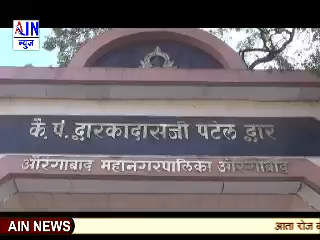 AIN
न्युज
कै. पं. द्वारकादासजी पटेल द्वार
औरंगाबाद महानगरपालिका औरंगाबाद
AIN NEWS
आता रोज